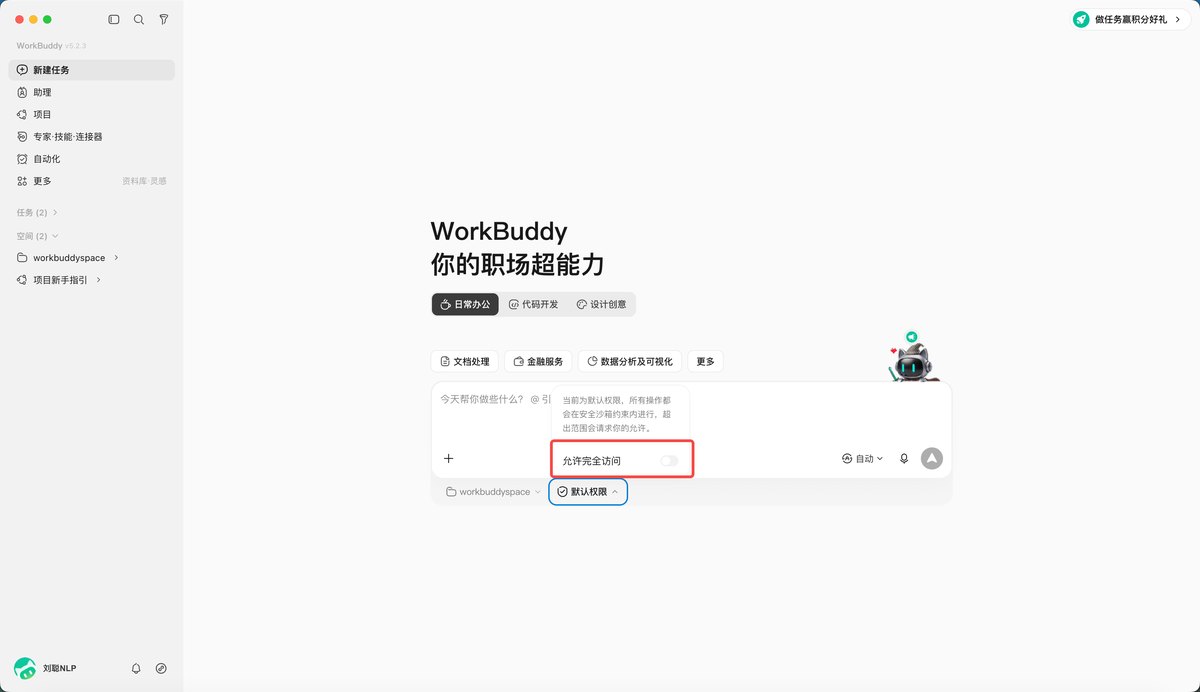 做任务赢积分好礼
WorkBuddy v5.2.3
新建任务
助理
项目
专家·技能·连接器
自动化
更多 资料库·灵感
任务 (2)
空间 (2)
workbuddyspace
项目新手指引
WorkBuddy
你的职场超能力
日常办公 代码开发 设计创意
文档处理 金融服务 数据分析及可视化 更多
今天帮你做些什么? @ 引
当前为默认权限，所有操作都
会在安全沙箱约束内进行，超
出范围会请求你的允许。
允许完全访问
自动
workbuddyspace 默认权限
刘聪NLP